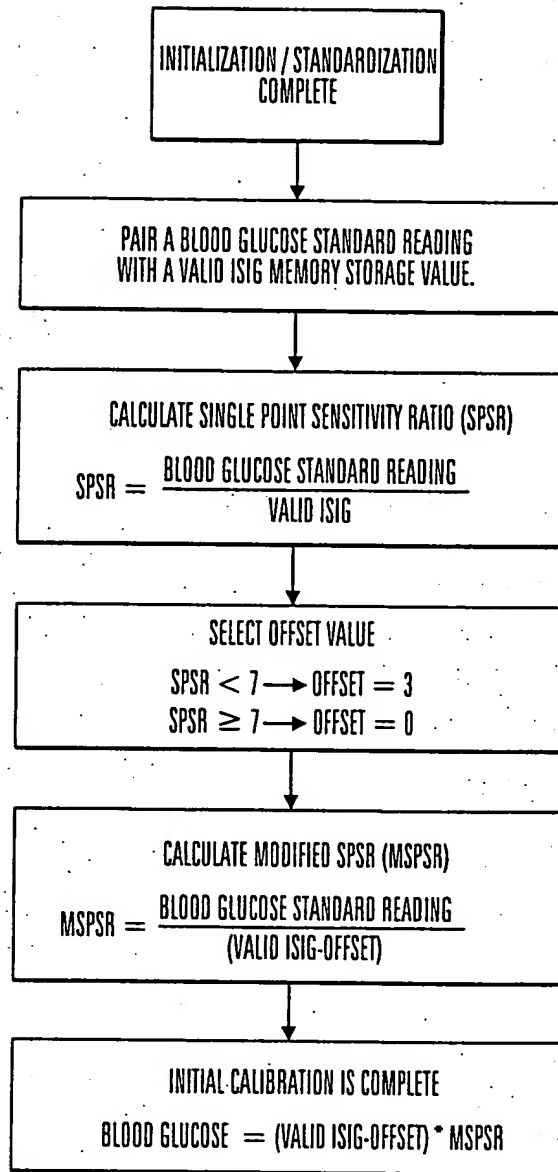 INITIALIZATION / STANDARDIZATION
COMPLETE
PAIR A BLOOD GLUCOSE STANDARD READING
WITH A VALID ISIG MEMORY STORAGE VALUE.
CALCULATE SINGLE POINT SENSITIVITY RATIO (SPSR)
SPSR = BLOOD GLUCOSE STANDARD READING
VALID ISIG
SELECT OFFSET VALUE
SPSR < 7 → OFFSET = 3
SPSR ≥ 7 → OFFSET = 0
CALCULATE MODIFIED SPSR (MSPSR)
MSPSR = BLOOD GLUCOSE STANDARD READING
(VALID ISIG-OFFSET)
INITIAL CALIBRATION IS COMPLETE
BLOOD GLUCOSE = (VALID ISIG-OFFSET) * MSPSR